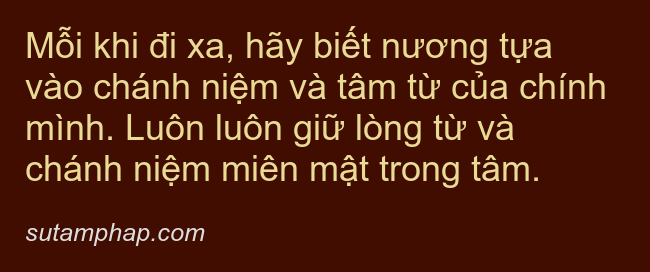 Mỗi khi đi xa, hãy biết nương tựa
vào chánh niệm và tâm từ của chính
mình. Luôn luôn giữ lòng từ và
chánh niệm miên mật trong tâm.
sutamphap.com